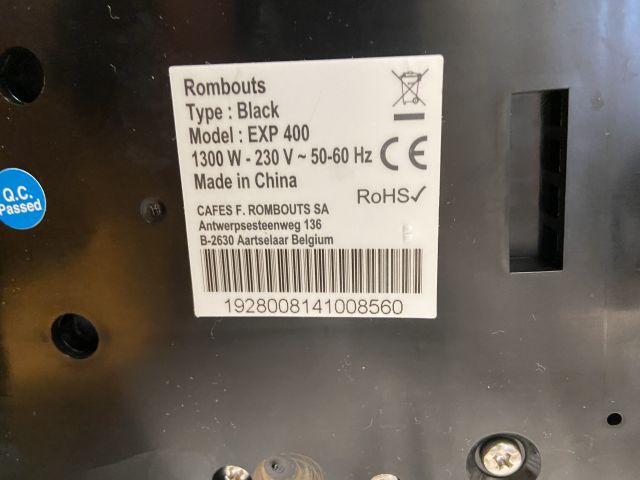 Rombouts
Type : Black
Model : EXP 400
1300 W - 230 V ~ 50-60 Hz
CE
Made in China
RoHS✓
CAFES F. ROMBOUTS SA
Antwerpsesteenweg 136
B-2630 Aartselaar Belgium
1928008141008560
Q.C.
Passed